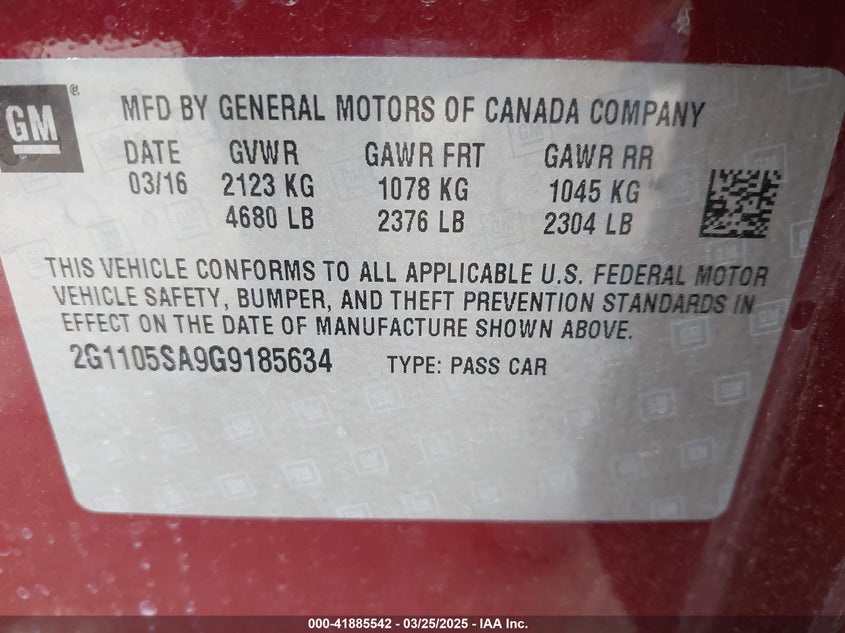 GM
MFD BY GENERAL MOTORS OF CANADA COMPANY
DATE GVWR GAWR FRT GAWR RR
03/16 2123 KG 1078 KG 1045 KG
4680 LB 2376 LB 2304 LB
THIS VEHICLE CONFORMS TO ALL APPLICABLE U.S. FEDERAL MOTOR
VEHICLE SAFETY, BUMPER, AND THEFT PREVENTION STANDARDS IN
EFFECT ON THE DATE OF MANUFACTURE SHOWN ABOVE.
2G1105SA9G9185634 TYPE: PASS CAR
000-41885542 - 03/25/2025 - IAA Inc.